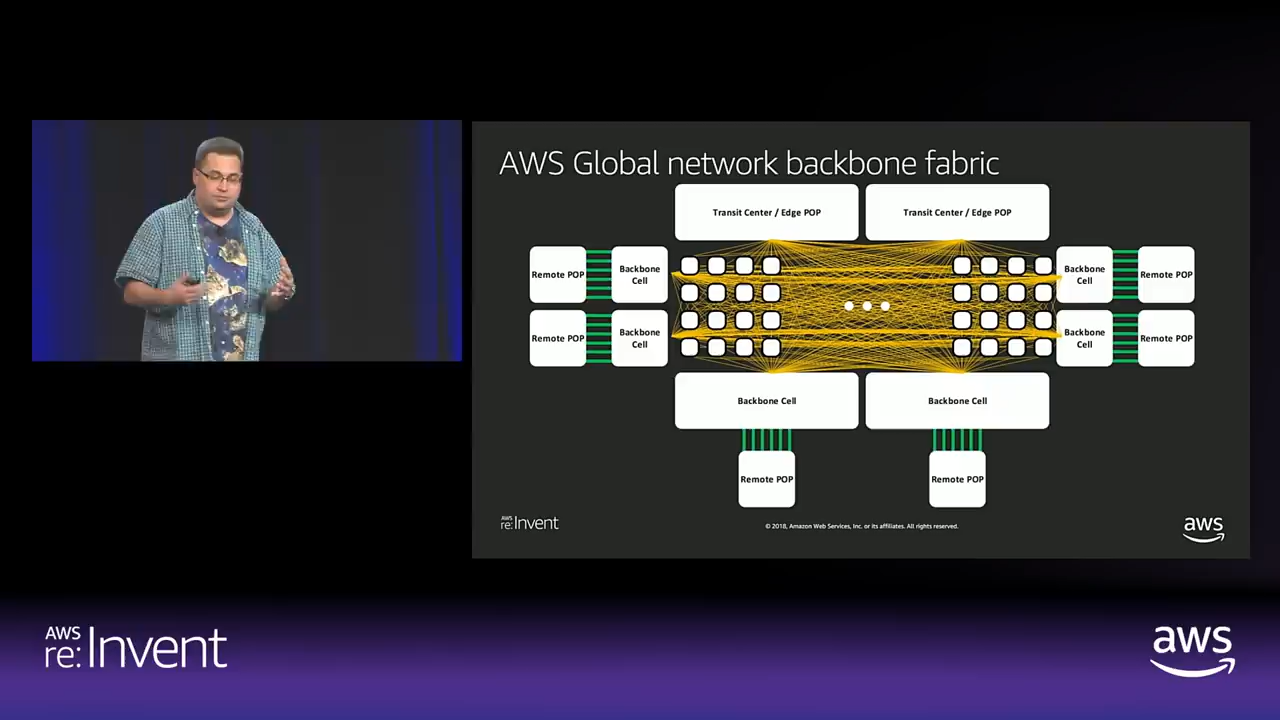 AWS Global network backbone fabric
Transit Center / Edge POP
Transit Center / Edge POP
Remote POP
Backbone
Cell
Backbone
Cell
Remote POP
Remote POP
Backbone
Cell
Backbone
Cell
Remote POP
Backbone Cell
Backbone Cell
Remote POP
Remote POP
AWS
re:Invent
© 2018, Amazon Web Services, Inc. or its affiliates. All rights reserved.
aws
AWS
re:Invent
aws